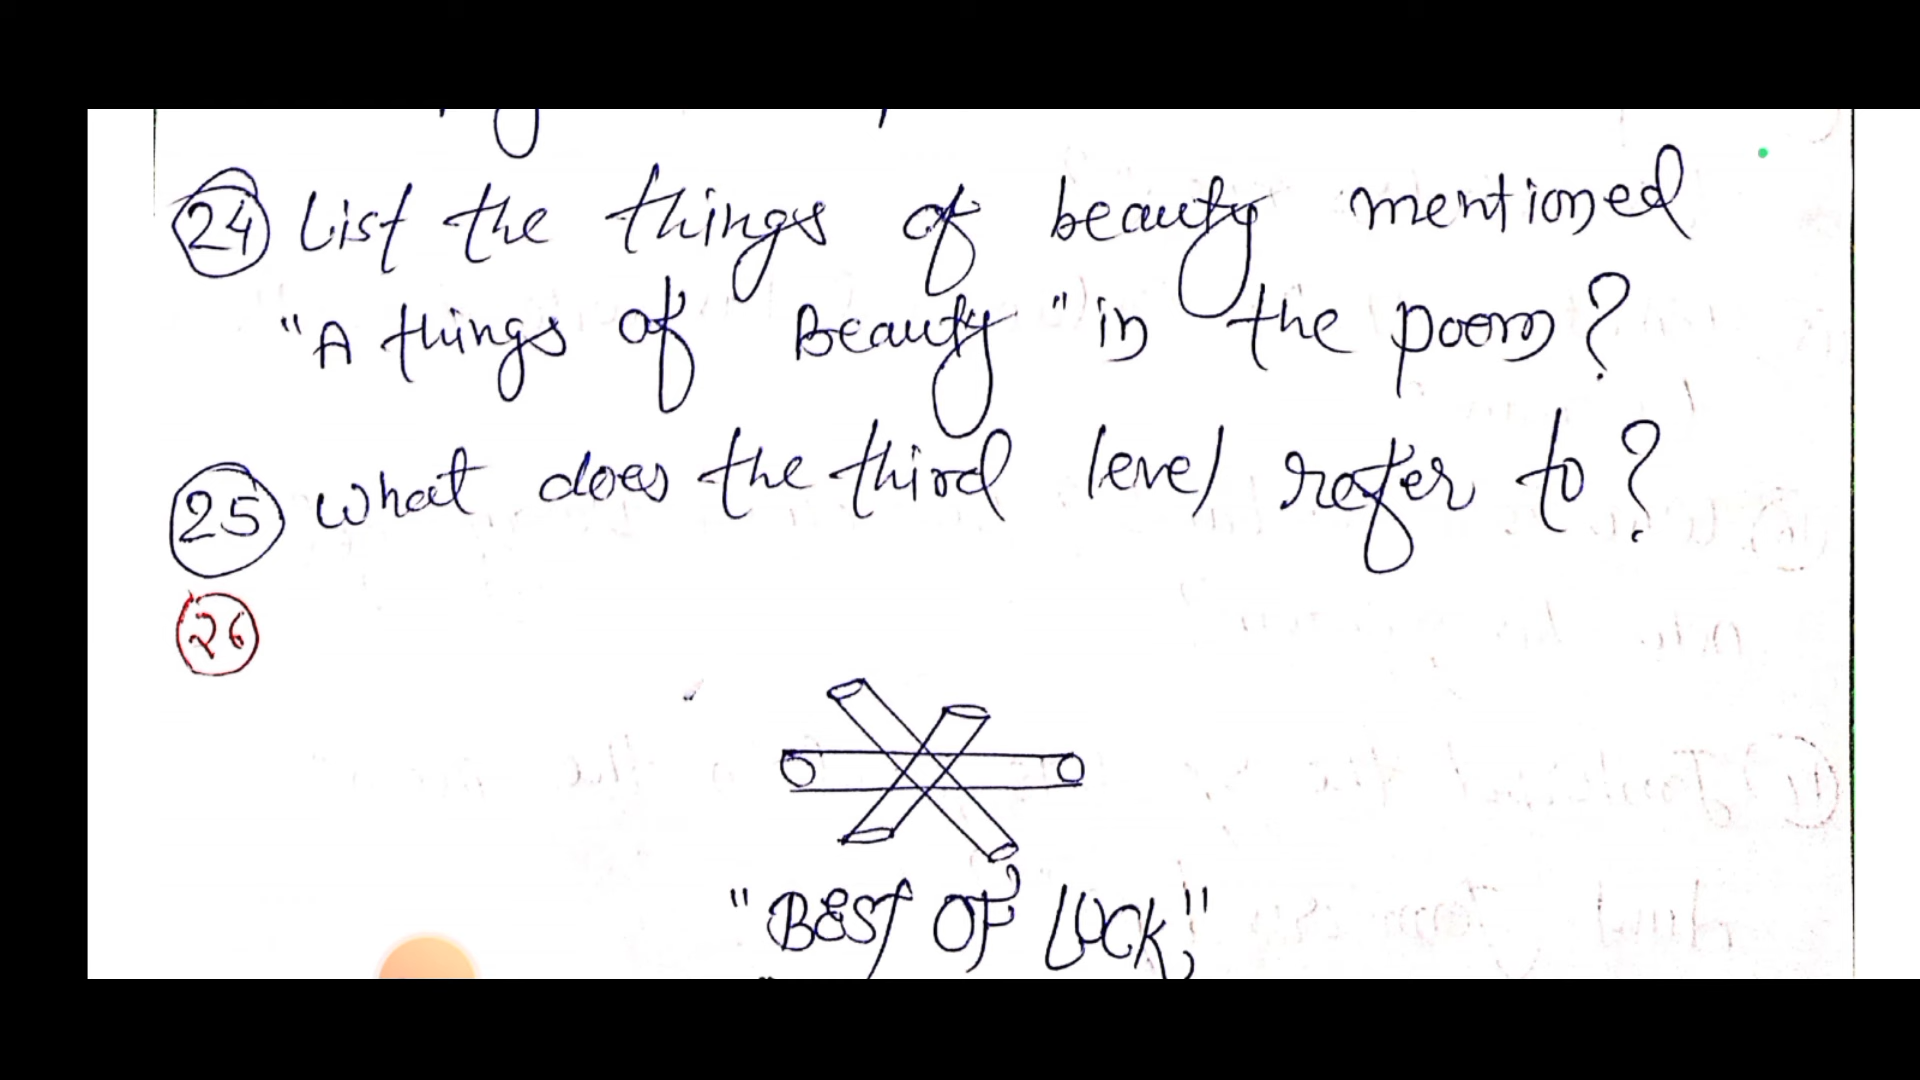 24 List the things of beauty mentioned
"A things of Beauty" in the poem?
25 What does the third level refer to?
26
"BEST OF LUCK,"